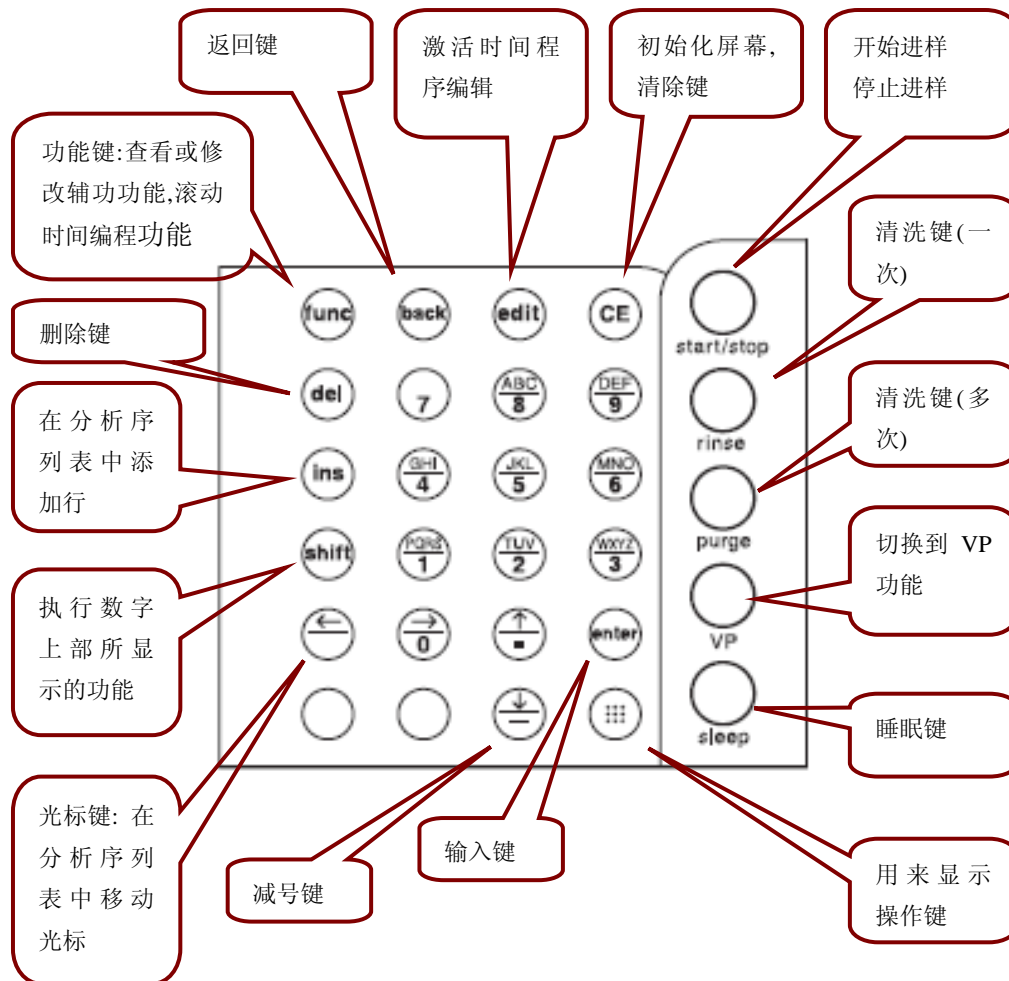 返回键
激活时间程
序编辑
初始化屏幕,
清除键
开始进样
停止进样
功能键:查看或修
改辅功功能,滚动
时间编程功能
清洗键(一
次)
删除键
在分析序
列表中添
加行
清洗键(多
次)
执行数字
上部所显
示的功能
切换到 VP
功能
睡眠键
光标键: 在
分析序列
表中移动
光标
减号键
输入键
用来显示
操作键
func
back
edit
CE
start/stop
del
7
ABC
8
DEF
9
rinse
ins
GHI
4
JKL
5
MNO
6
purge
shift
PQRS
1
TUV
2
WXYZ
3
VP
←
→
0
↑
.
enter
↓
-
sleep